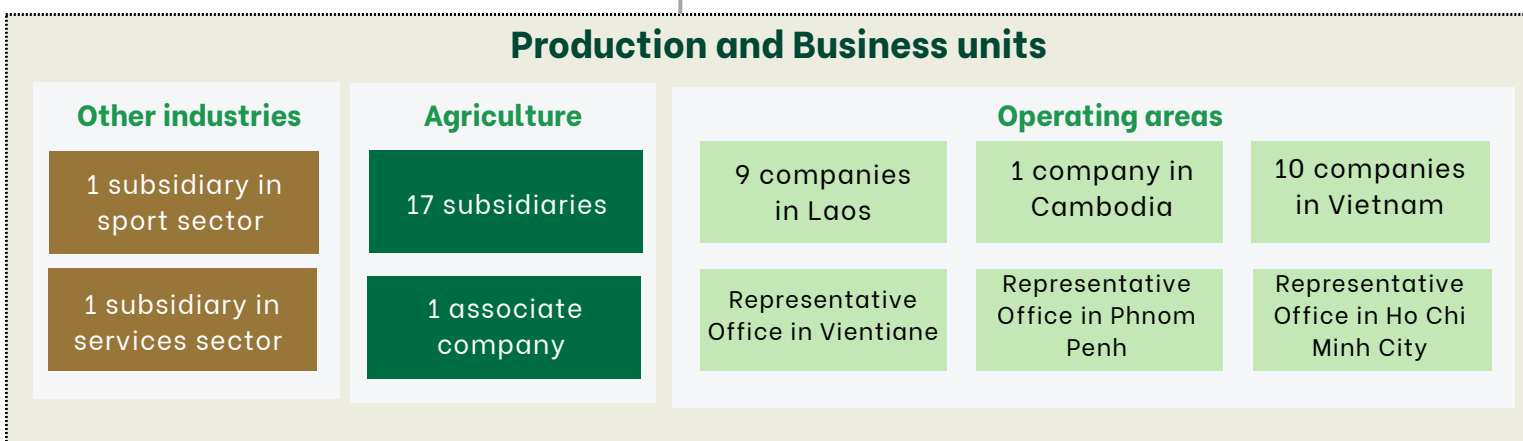 Production and Business units
Other industries
1 subsidiary in
sport sector
1 subsidiary in
services sector
Agriculture
17 subsidiaries
1 associate
company
Operating areas
9 companies
in Laos
1 company in
Cambodia
10 companies
in Vietnam
Representative
Office in Vientiane
Representative
Office in Phnom
Penh
Representative
Office in Ho Chi
Minh City